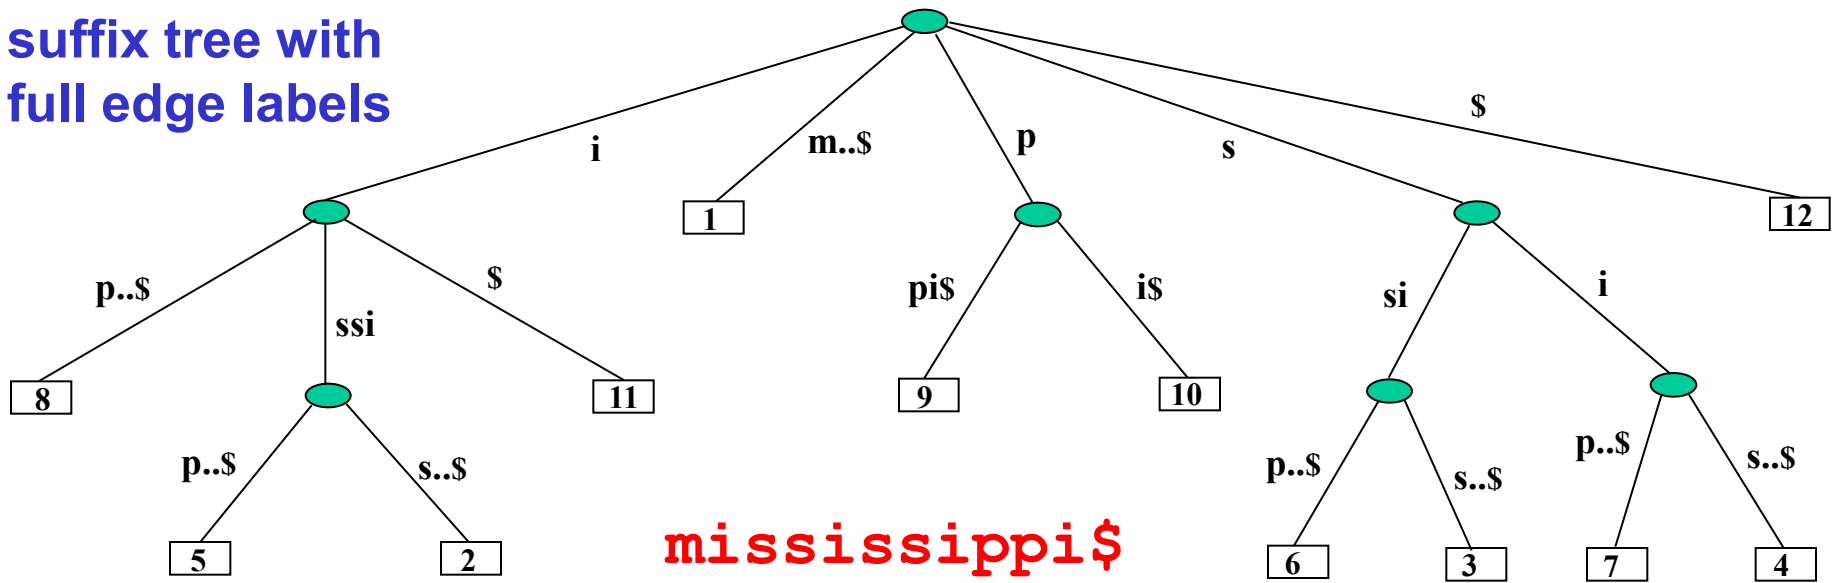 suffix tree with
full edge labels
i
m..$
p
s
$
1
12
p..$
ssi
$
pi$
i$
si
i
8
11
9
10
p..$
s..$
p..$
s..$
p..$
s..$
5
2
mississippi$
6
3
7
4